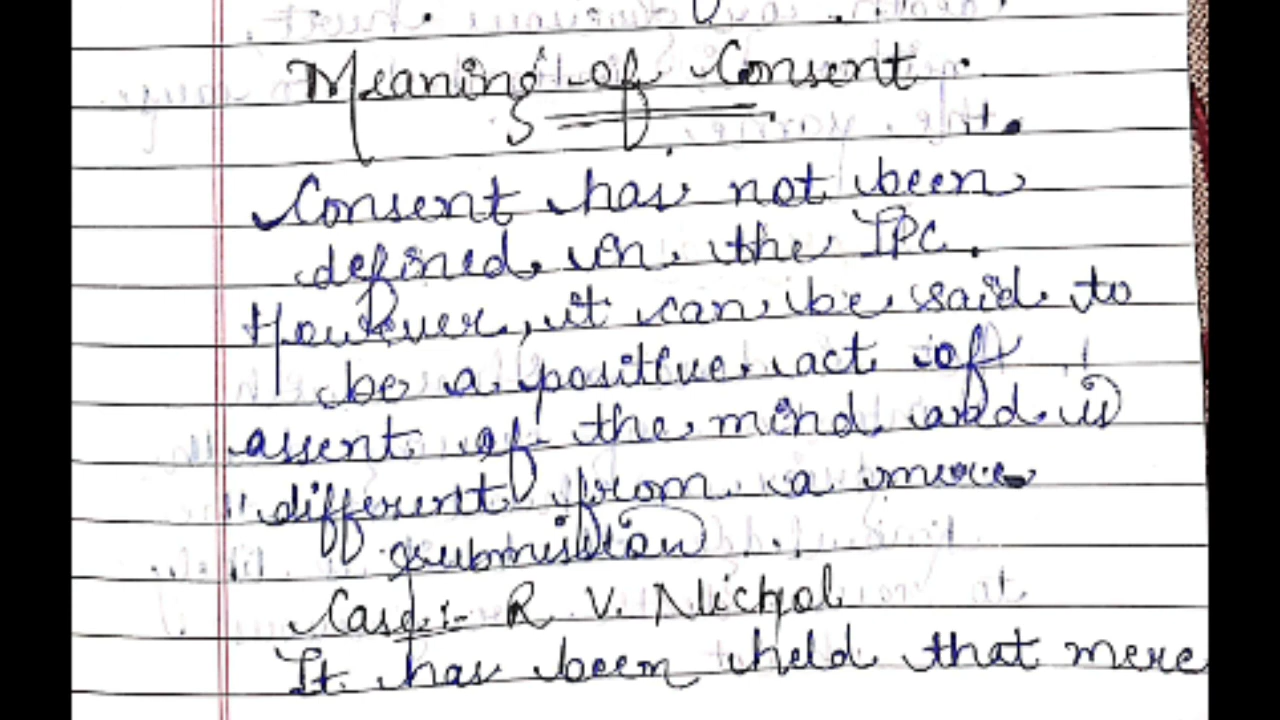 Meaning of Consent
Consent has not been
defined in the IPC.
However, it can be said to
be a positive act of
assent of the mind and is
different from a mere
submission
Case:- R V. Nichol
It has been held that mere